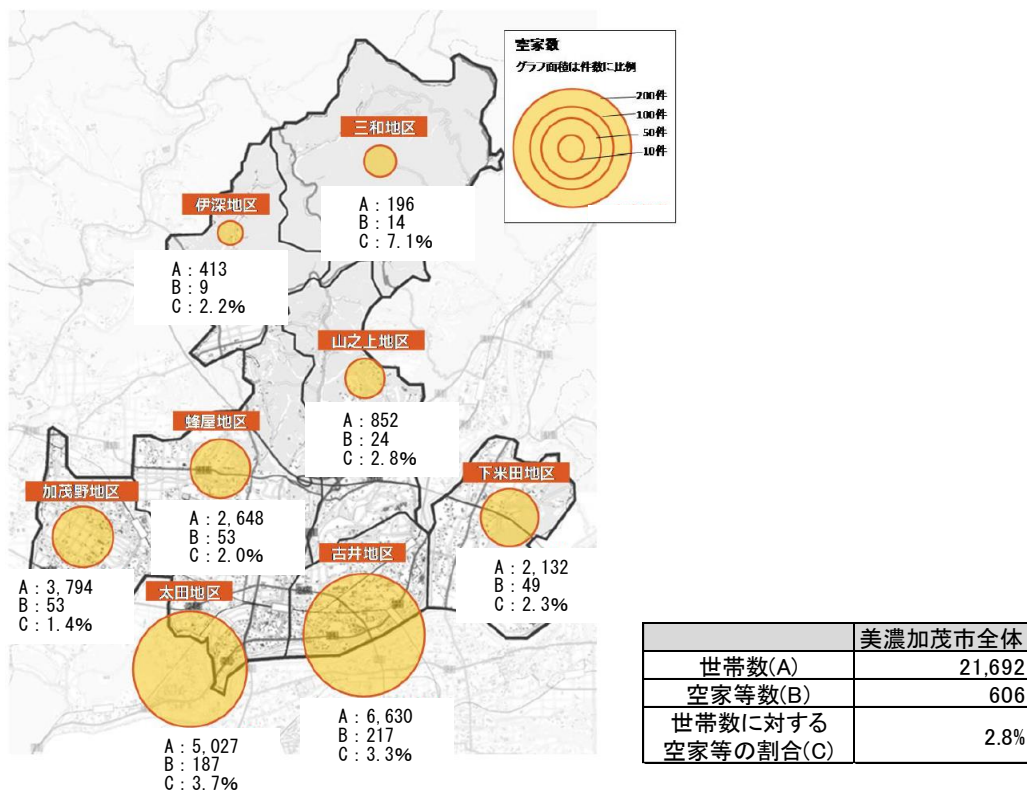 空家数
グラフ面積は件数に比例
200件
100件
50件
10件
三和地区
A : 196
B : 14
C : 7.1%
伊深地区
A : 413
B : 9
C : 2.2%
山之上地区
A : 852
B : 24
C : 2.8%
蜂屋地区
A : 2,648
B : 53
C : 2.0%
下米田地区
A : 2,132
B : 49
C : 2.3%
加茂野地区
A : 3,794
B : 53
C : 1.4%
古井地区
A : 6,630
B : 217
C : 3.3%
太田地区
A : 5,027
B : 187
C : 3.7%
美濃加茂市全体
世帯数(A) 21,692
空家等数(B) 606
世帯数に対する
空家等の割合(C) 2.8%